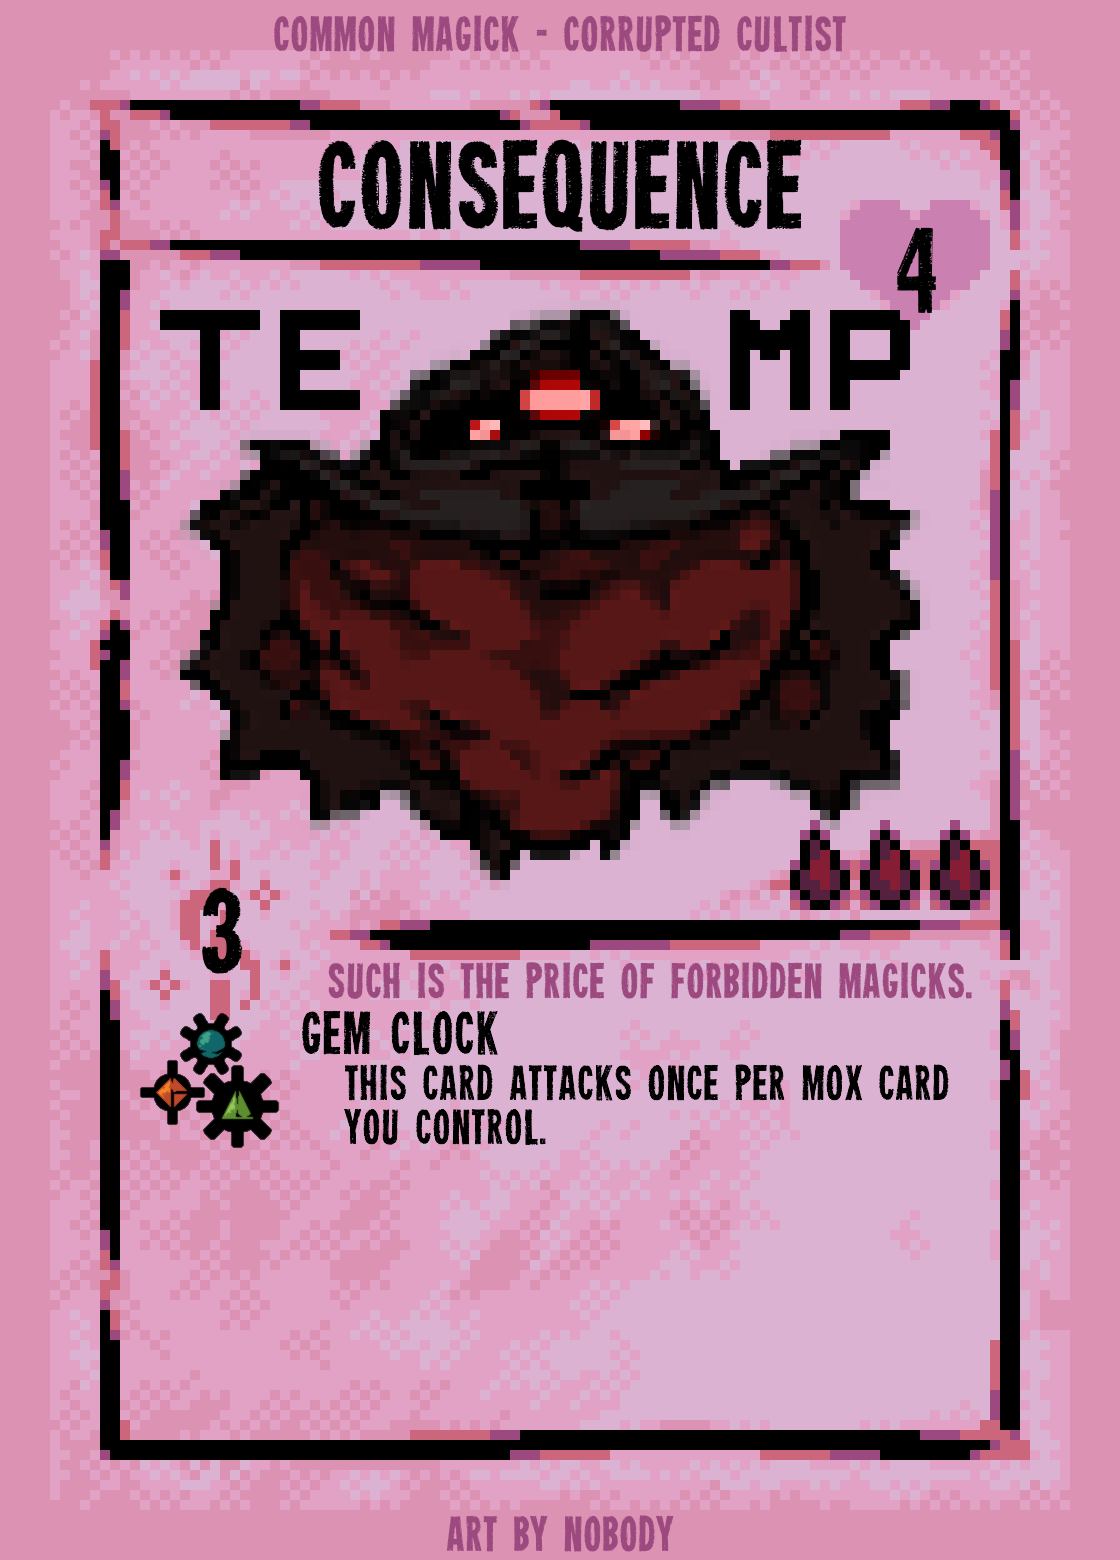 COMMON MAGICK - CORRUPTED CULTIST
CONSEQUENCE
4
TE MP
3
SUCH IS THE PRICE OF FORBIDDEN MAGICKS.
GEM CLOCK
THIS CARD ATTACKS ONCE PER MOX CARD
YOU CONTROL.
ART BY NOBODY